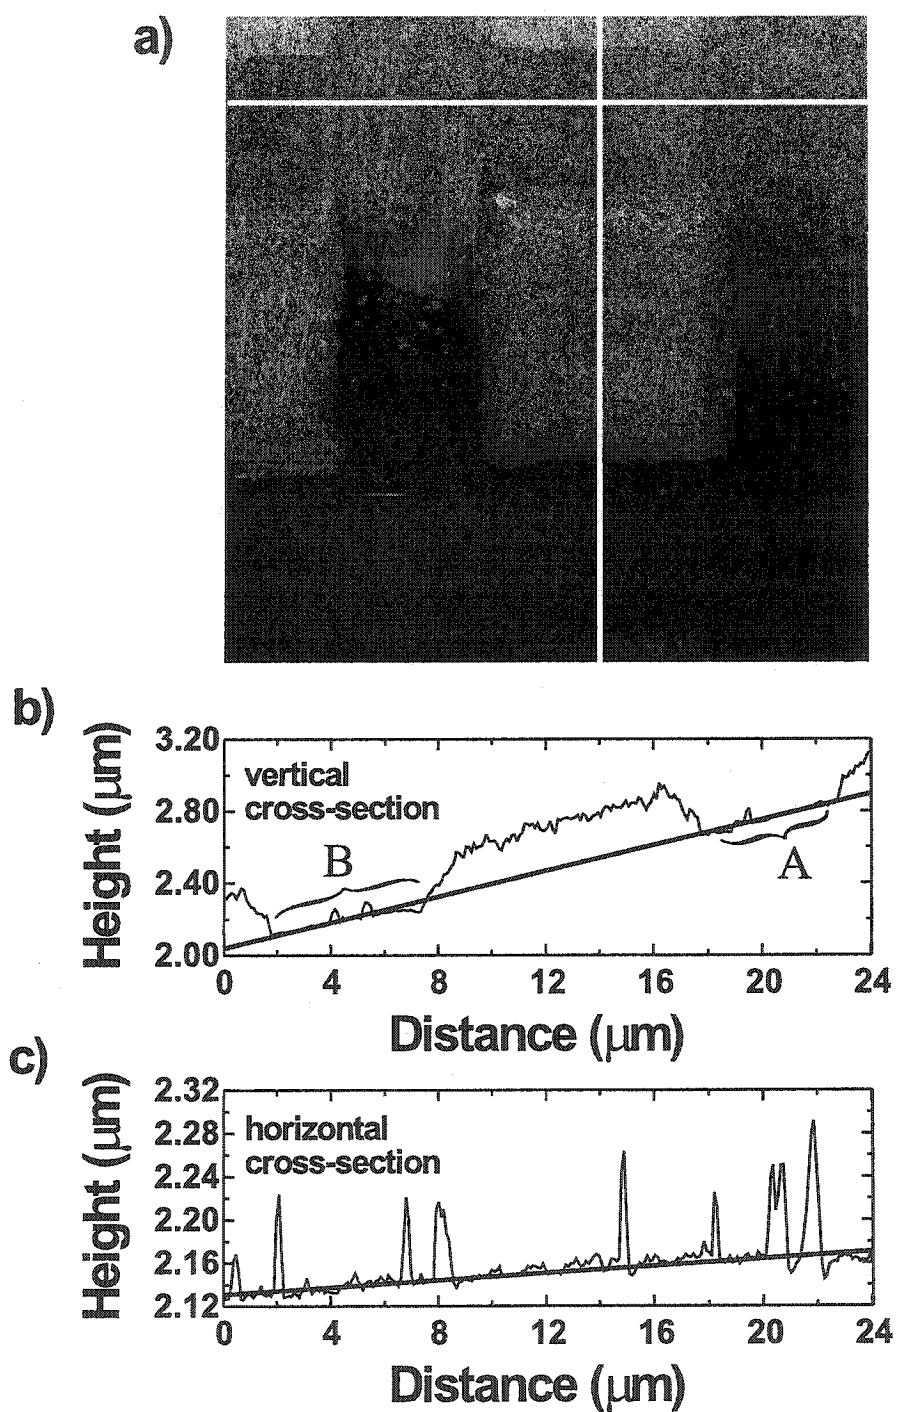 a)
b)
vertical
cross-section
Height (μm)
3.20
2.80
2.40
2.00
B
A
0 4 8 12 16 20 24
Distance (μm)
c)
horizontal
cross-section
Height (μm)
2.32
2.28
2.24
2.20
2.16
2.12
0 4 8 12 16 20 24
Distance (μm)